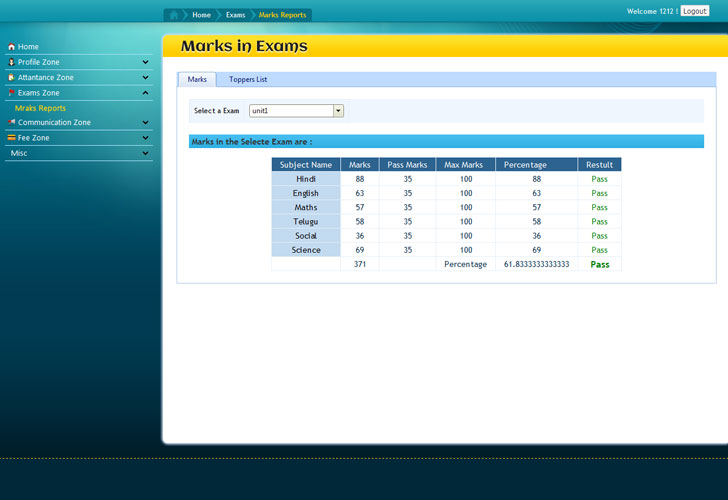 Home Exams Marks Reports
Welcome 1212 ! Logout
Home
Profile Zone
Attantance Zone
Exams Zone
Mraks Reports
Communication Zone
Fee Zone
Misc
Marks in Exams
Marks Toppers List
Select a Exam unit1
Marks in the Selecte Exam are :
Subject Name Marks Pass Marks Max Marks Percentage Restult
Hindi 88 35 100 88 Pass
English 63 35 100 63 Pass
Maths 57 35 100 57 Pass
Telugu 58 35 100 58 Pass
Social 36 35 100 36 Pass
Science 69 35 100 69 Pass
371 Percentage 61.8333333333333 Pass